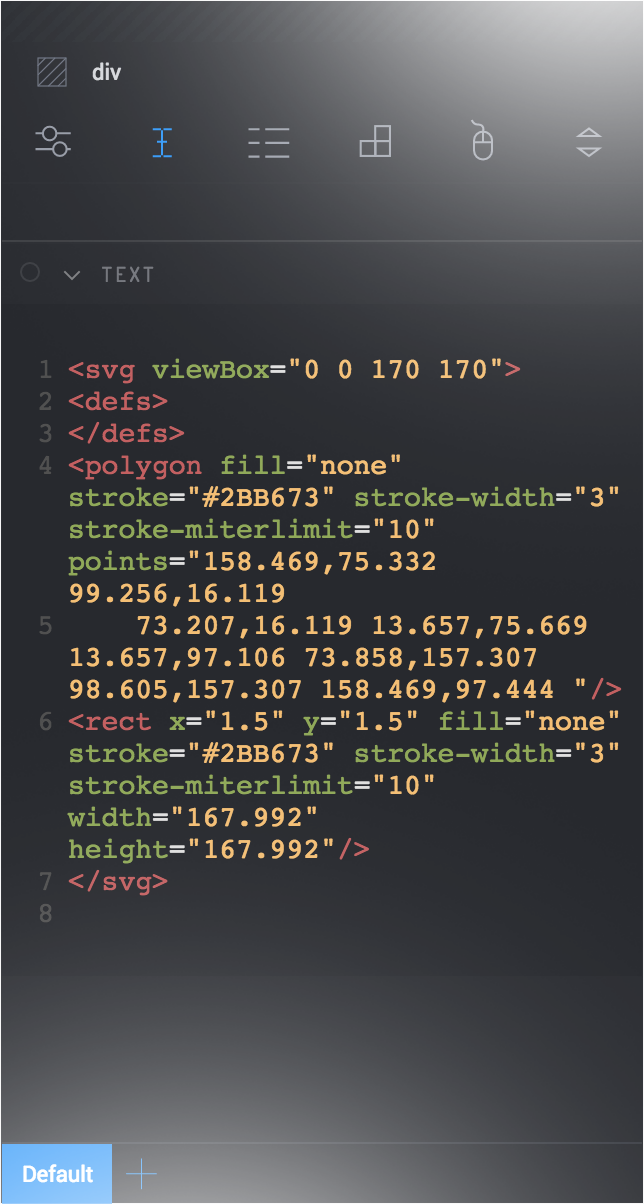 div
TEXT
1 <svg viewBox="0 0 170 170">
2 <defs>
3 </defs>
4 <polygon fill="none"
stroke="#2BB673" stroke-width="3"
stroke-miterlimit="10"
points="158.469,75.332
99.256,16.119
5     73.207,16.119 13.657,75.669
13.657,97.106 73.858,157.307
98.605,157.307 158.469,97.444 "/>
6 <rect x="1.5" y="1.5" fill="none"
stroke="#2BB673" stroke-width="3"
stroke-miterlimit="10"
width="167.992"
height="167.992"/>
7 </svg>
8
Default